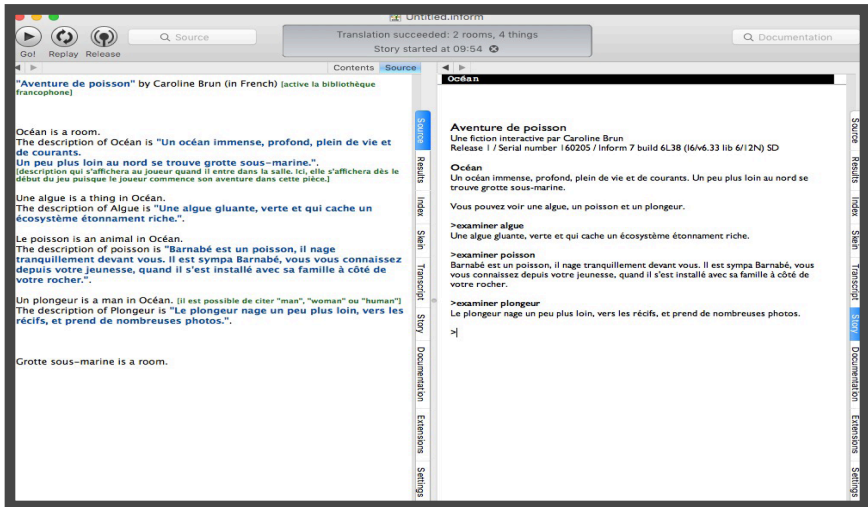 Untitled.inform
Go!
Replay
Release
Source
Translation succeeded: 2 rooms, 4 things
Story started at 09:54
Documentation
Contents
Source
"Aventure de poisson" by Caroline Brun (in French) [active la bibliothèque
francophone]
Océan is a room.
The description of Océan is "Un océan immense, profond, plein de vie et
de courants.
Un peu plus loin au nord se trouve grotte sous-marine.".
[description qui s'affichera au joueur quand il entre dans la salle. Ici, elle s'affichera dès le
début du jeu puisque le joueur commence son aventure dans cette pièce.]
Une algue is a thing in Océan.
The description of Algue is "Une algue gluante, verte et qui cache un
écosystème étonnament riche.".
Le poisson is an animal in Océan.
The description of poisson is "Barnabé est un poisson, il nage
tranquillement devant vous. Il est sympa Barnabé, vous vous connaissez
depuis votre jeunesse, quand il s'est installé avec sa famille à côté de
votre rocher.".
Un plongeur is a man in Océan. [il est possible de citer "man", "woman" ou "human"]
The description of Plongeur is "Le plongeur nage un peu plus loin, vers les
récifs, et prend de nombreuses photos.".
Grotte sous-marine is a room.
Source
Results
Index
Skein
Transcript
Story
Documentation
Extensions
Settings
Océan
Aventure de poisson
Une fiction interactive par Caroline Brun
Release 1 / Serial number 160205 / Inform 7 build 6L38 (I6/v6.33 lib 6/12N) SD
Océan
Un océan immense, profond, plein de vie et de courants. Un peu plus loin au nord se
trouve grotte sous-marine.
Vous pouvez voir une algue, un poisson et un plongeur.
>examiner algue
Une algue gluante, verte et qui cache un écosystème étonnament riche.
>examiner poisson
Barnabé est un poisson, il nage tranquillement devant vous. Il est sympa Barnabé, vous
vous connaissez depuis votre jeunesse, quand il s'est installé avec sa famille à côté de
votre rocher.
>examiner plongeur
Le plongeur nage un peu plus loin, vers les récifs, et prend de nombreuses photos.
>
Source
Results
Index
Skein
Transcript
Story
Documentation
Extensions
Settings